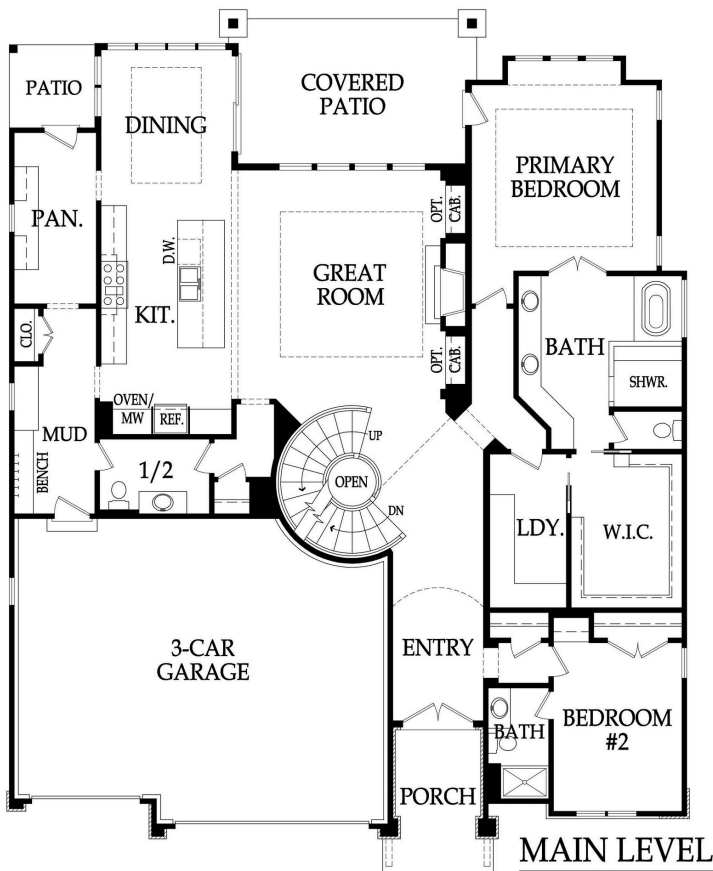 PATIO
COVERED
PATIO
DINING
PRIMARY
BEDROOM
PAN.
D.W.
OPT.
CAB.
GREAT
ROOM
KIT.
CLO.
BATH
OPT.
CAB.
SHWR.
OVEN/
MW
REF.
MUD
BENCH
1/2
UP
OPEN
DN
LDY.
W.I.C.
3-CAR
GARAGE
ENTRY
BATH
BEDROOM
#2
PORCH
MAIN LEVEL